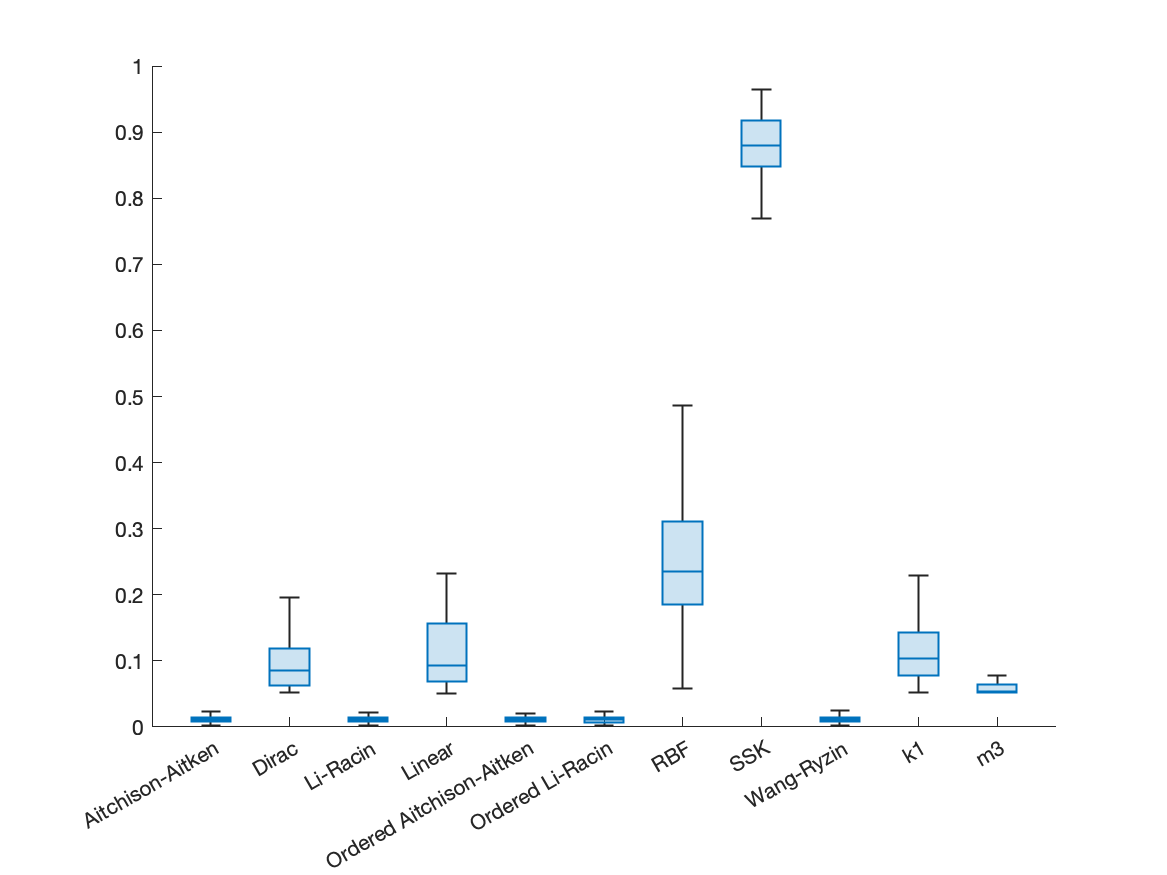 1
0.9
0.8
0.7
0.6
0.5
0.4
0.3
0.2
0.1
0
Aitchison-Aitken
Dirac
Li-Racin
Linear
Ordered Aitchison-Aitken
Ordered Li-Racin
RBF
SSK
Wang-Ryzin
k1
m3